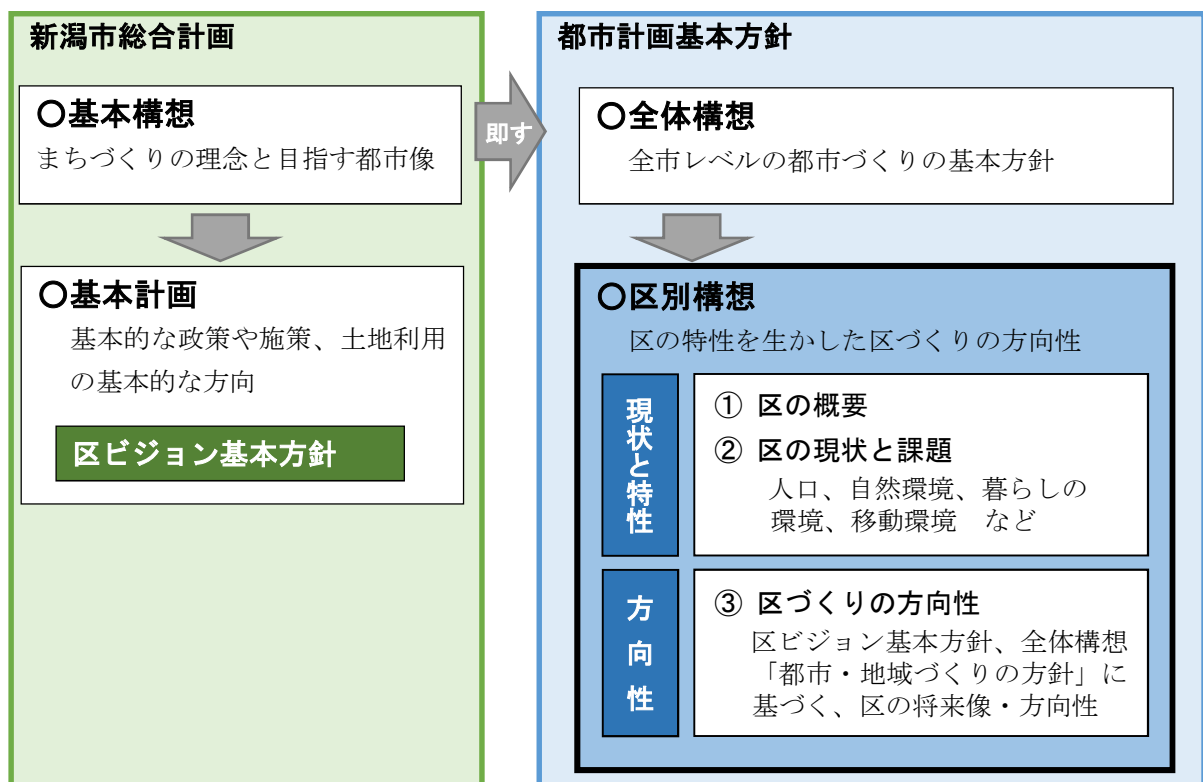 新潟市総合計画
○基本構想
まちづくりの理念と目指す都市像
○基本計画
基本的な政策や施策、土地利用
の基本的な方向
区ビジョン基本方針
即す
都市計画基本方針
○全体構想
全市レベルの都市づくりの基本方針
○区別構想
区の特性を生かした区づくりの方向性
現状と特性
① 区の概要
② 区の現状と課題
人口、自然環境、暮らしの
環境、移動環境　など
方向性
③ 区づくりの方向性
区ビジョン基本方針、全体構想
「都市・地域づくりの方針」に
基づく、区の将来像・方向性